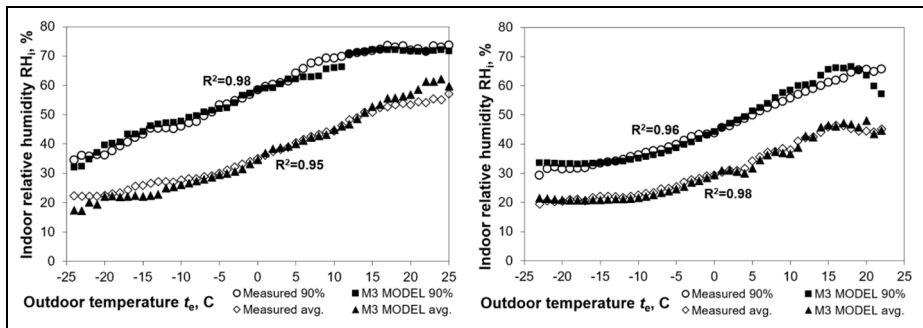 Indoor relative humidity RHi, %
80
70
60
50
40
30
20
10
0
R²=0.98
R²=0.95
-25 -20 -15 -10 -5 0 5 10 15 20 25
Outdoor temperature te, C
○Measured 90% ■M3 MODEL 90%
◇Measured avg. ▲M3 MODEL avg.
Indoor relative humidity RHi, %
80
70
60
50
40
30
20
10
0
R²=0.96
R²=0.98
-25 -20 -15 -10 -5 0 5 10 15 20 25
Outdoor temperature te, C
○Measured 90% ■M3 MODEL 90%
◇Measured avg. ▲M3 MODEL avg.